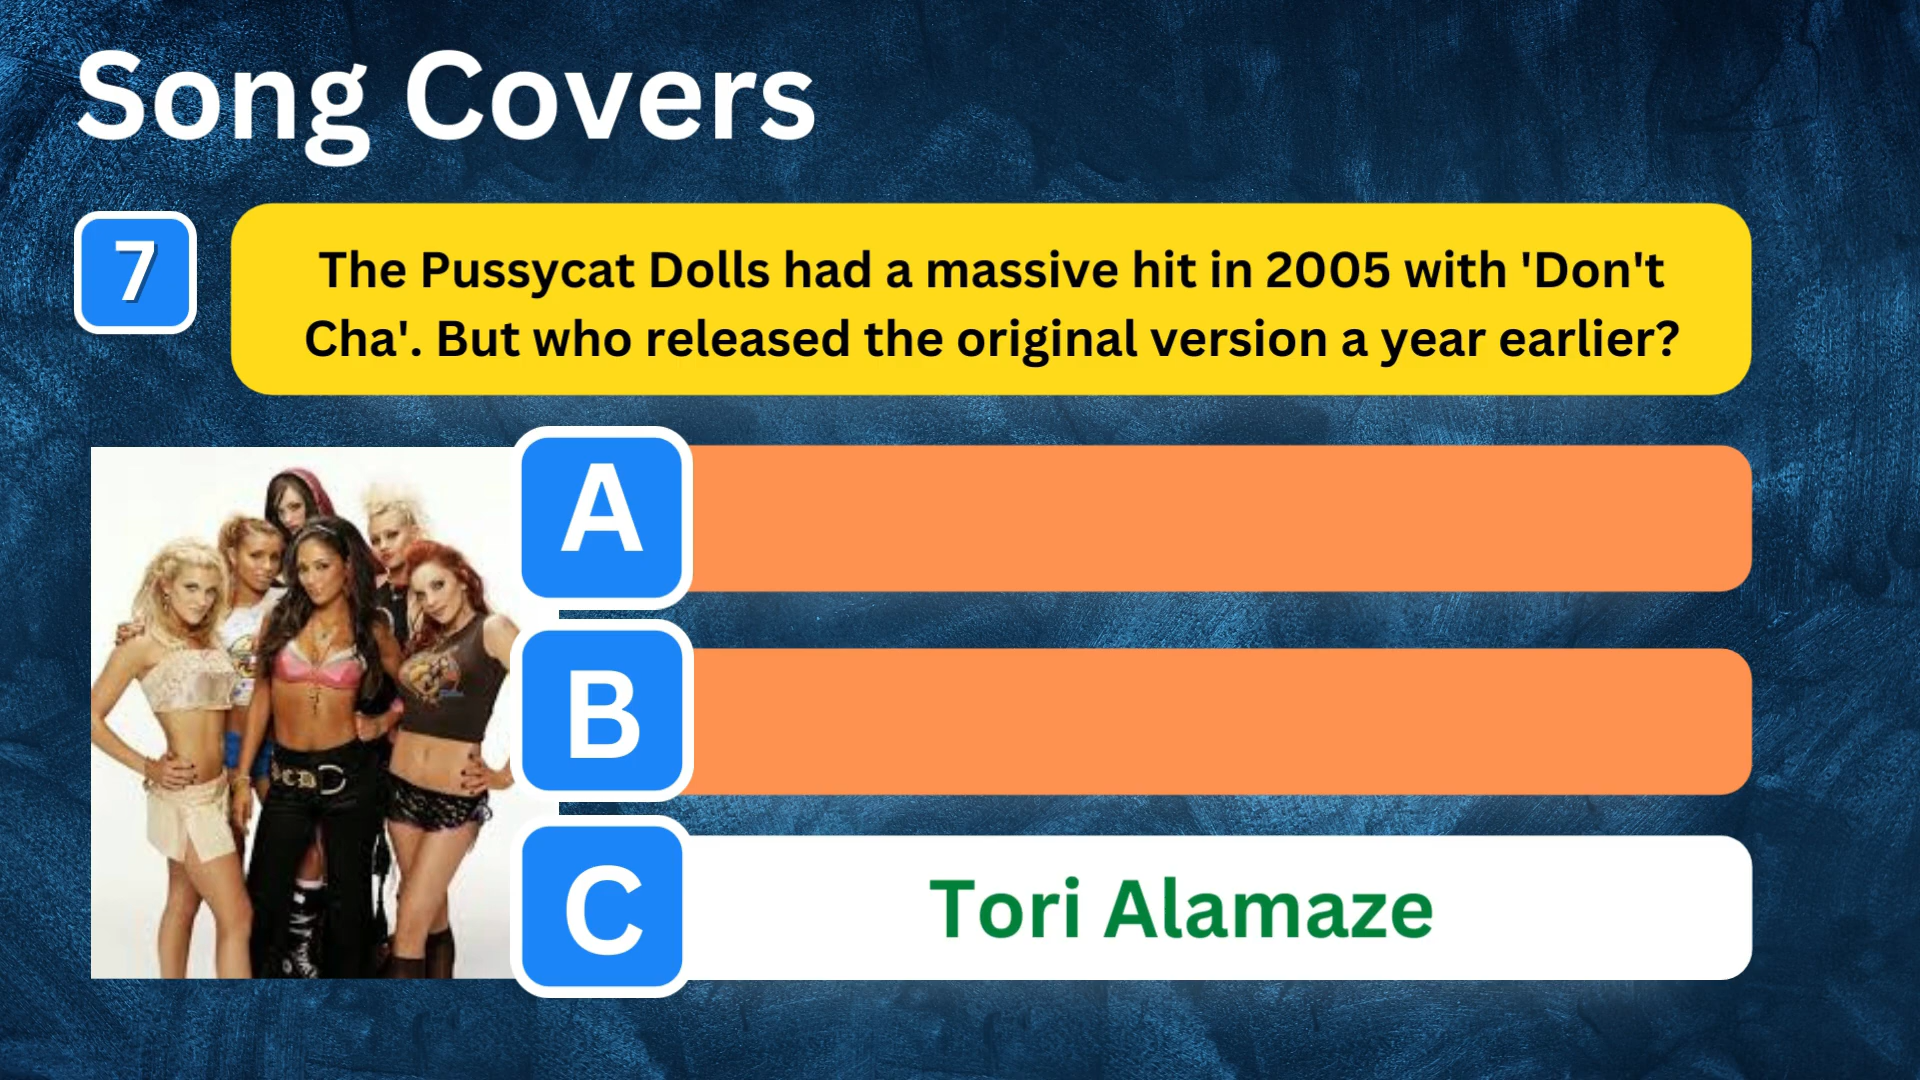 Song Covers
7
The Pussycat Dolls had a massive hit in 2005 with 'Don't
Cha'. But who released the original version a year earlier?
A
B
C
Tori Alamaze